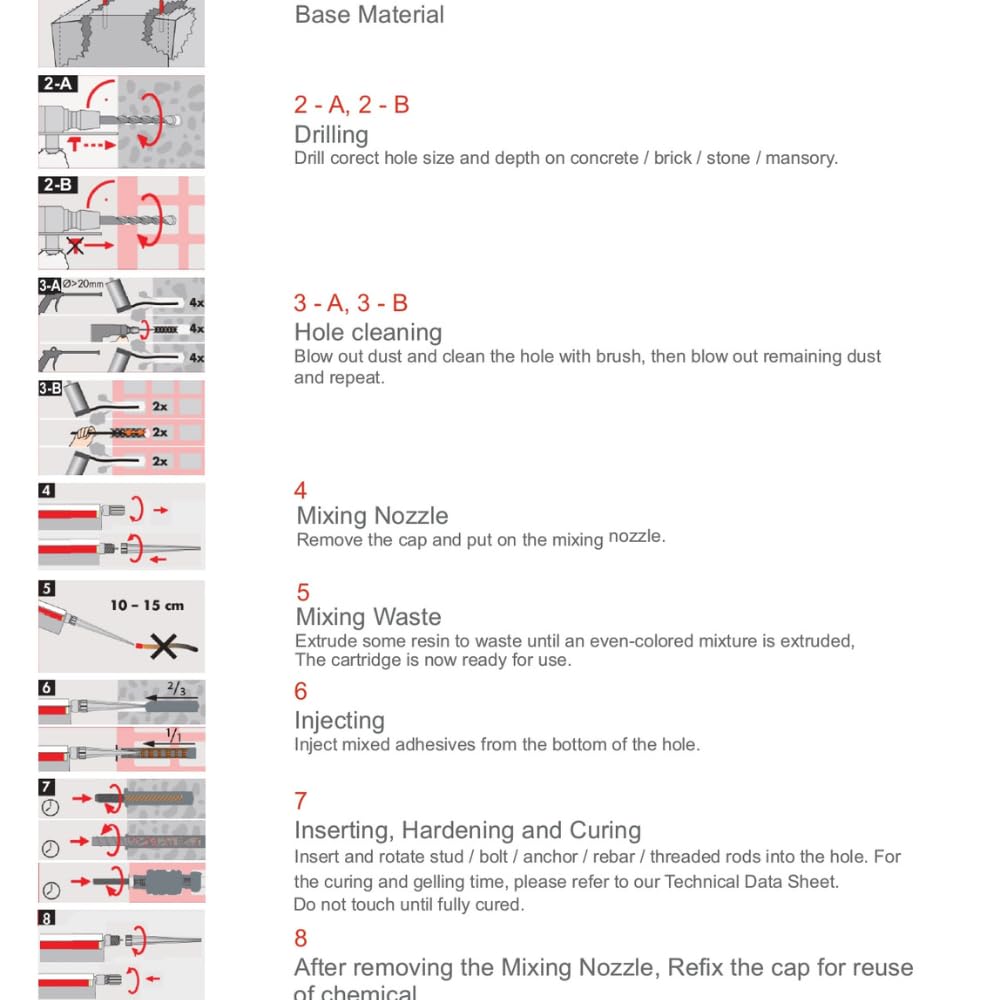 Base Material
2-A
2 - A, 2 - B
Drilling
Drill corect hole size and depth on concrete / brick / stone / mansory.
2-B
3-A Ø>20mm
4x
4x
4x
3 - A, 3 - B
Hole cleaning
Blow out dust and clean the hole with brush, then blow out remaining dust
and repeat.
3-B
2x
2x
2x
4
4
Mixing Nozzle
Remove the cap and put on the mixing nozzle.
5
10 – 15 cm
5
Mixing Waste
Extrude some resin to waste until an even-colored mixture is extruded,
The cartridge is now ready for use.
6
2/3
1/1
6
Injecting
Inject mixed adhesives from the bottom of the hole.
7
7
Inserting, Hardening and Curing
Insert and rotate stud / bolt / anchor / rebar / threaded rods into the hole. For
the curing and gelling time, please refer to our Technical Data Sheet.
Do not touch until fully cured.
8
8
After removing the Mixing Nozzle, Refix the cap for reuse
of chemical